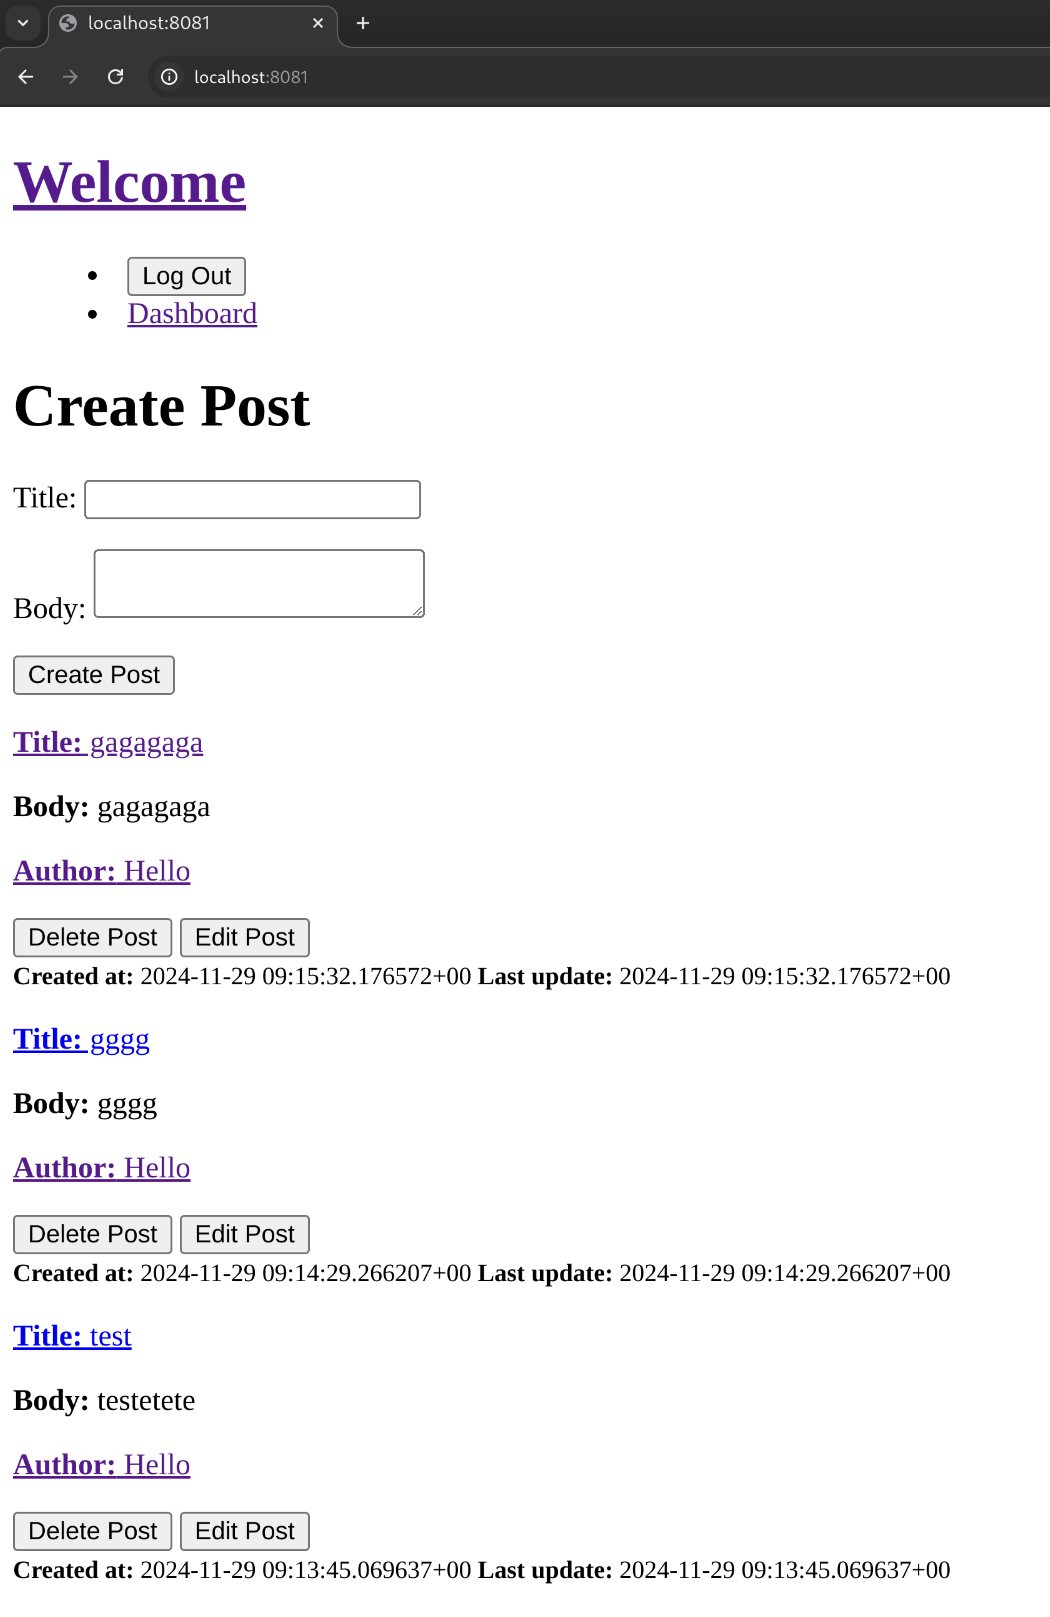 localhost:8081
localhost:8081
Welcome
Log Out
Dashboard
Create Post
Title:
Body:
Create Post
Title: gagagaga
Body: gagagaga
Author: Hello
Delete Post Edit Post
Created at: 2024-11-29 09:15:32.176572+00 Last update: 2024-11-29 09:15:32.176572+00
Title: gggg
Body: gggg
Author: Hello
Delete Post Edit Post
Created at: 2024-11-29 09:14:29.266207+00 Last update: 2024-11-29 09:14:29.266207+00
Title: test
Body: testetete
Author: Hello
Delete Post Edit Post
Created at: 2024-11-29 09:13:45.069637+00 Last update: 2024-11-29 09:13:45.069637+00